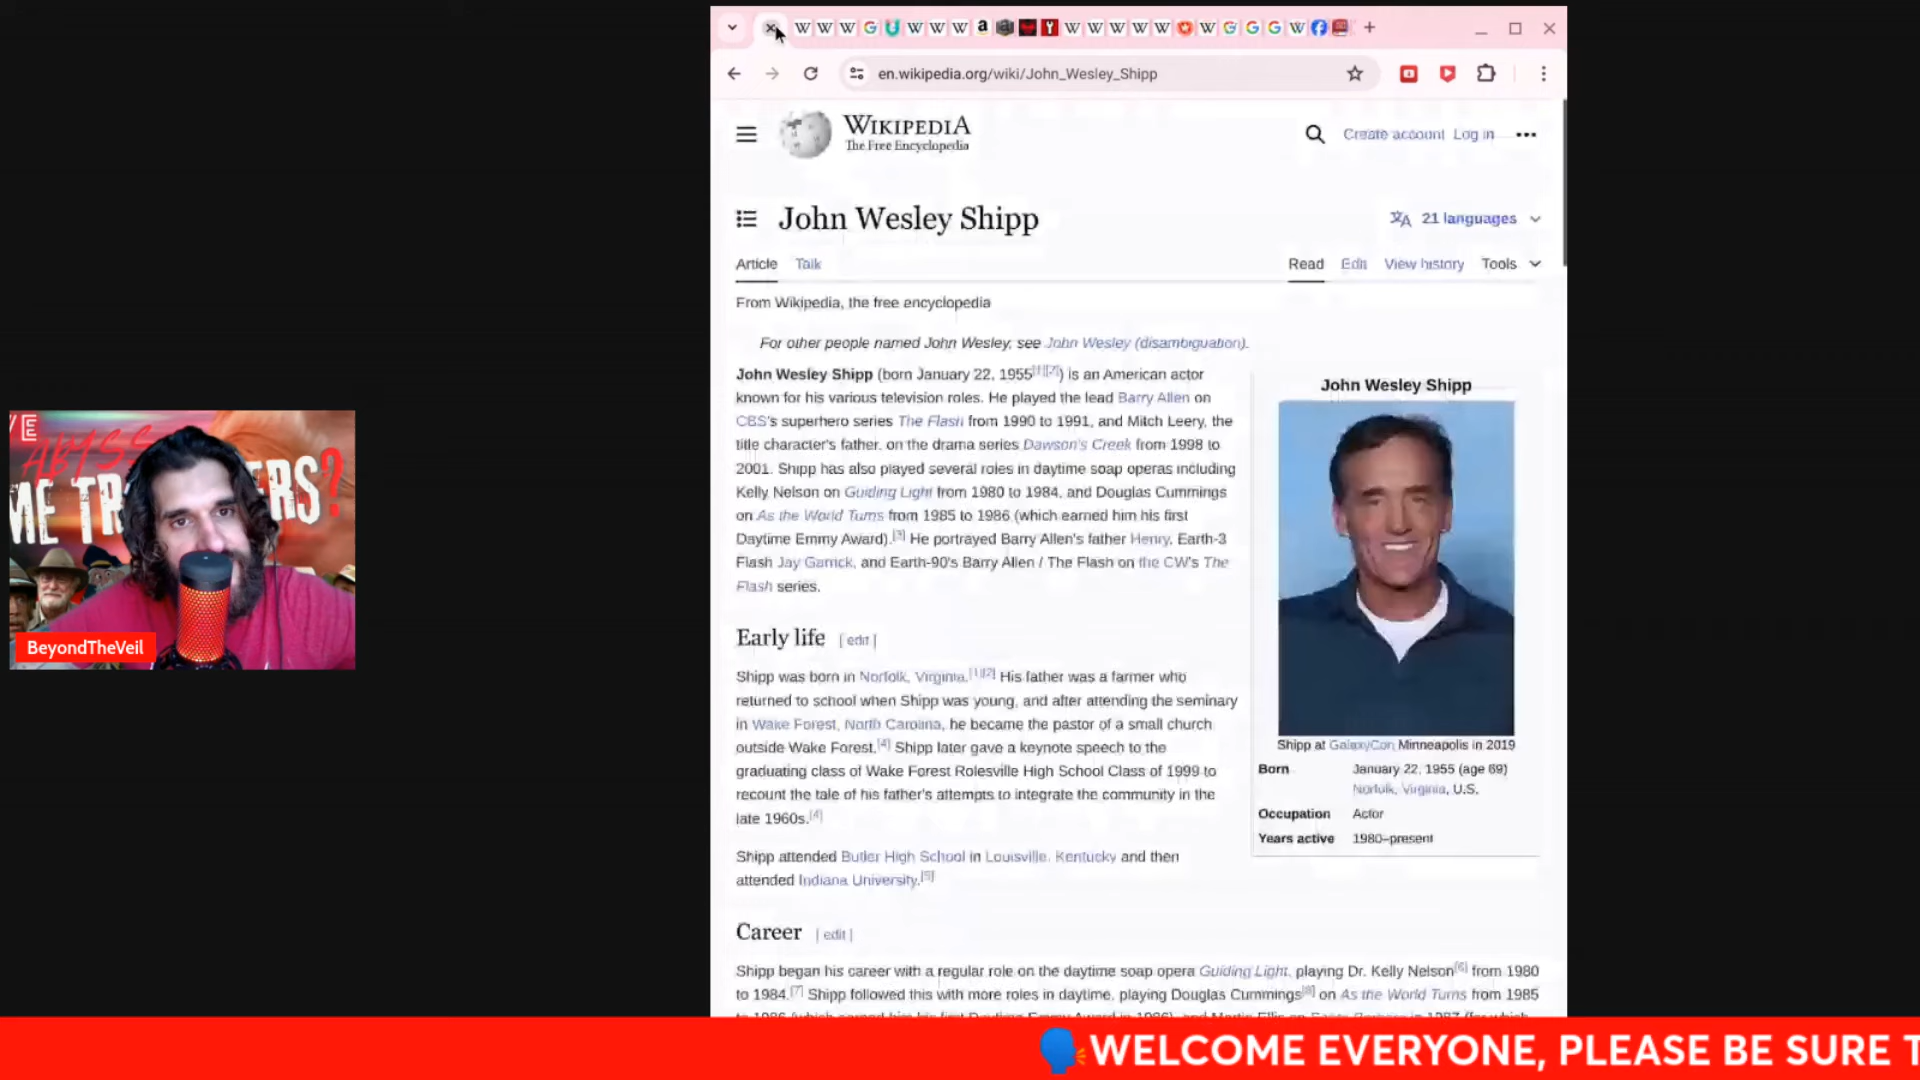 en.wikipedia.org/wiki/John_Wesley_Shipp
WIKIPEDIA
The Free Encyclopedia
Create account Log in
John Wesley Shipp
21 languages
Article Talk
Read Edit View history Tools
From Wikipedia, the free encyclopedia
For other people named John Wesley, see John Wesley (disambiguation).
John Wesley Shipp (born January 22, 1955[1][2]) is an American actor
known for his various television roles. He played the lead Barry Allen on
CBS's superhero series The Flash from 1990 to 1991, and Mitch Leery, the
title character's father, on the drama series Dawson's Creek from 1998 to
2001. Shipp has also played several roles in daytime soap operas including
Kelly Nelson on Guiding Light from 1980 to 1984, and Douglas Cummings
on As the World Turns from 1985 to 1986 (which earned him his first
Daytime Emmy Award).[3] He portrayed Barry Allen's father Henry, Earth-3
Flash Jay Garrick, and Earth-90's Barry Allen / The Flash on the CW's The
Flash series.
John Wesley Shipp
Shipp at GalaxyCon Minneapolis in 2019
Born January 22, 1955 (age 69)
Norfolk, Virginia, U.S.
Occupation Actor
Years active 1980–present
Early life [ edit ]
Shipp was born in Norfolk, Virginia.[1][2] His father was a farmer who
returned to school when Shipp was young, and after attending the seminary
in Wake Forest, North Carolina, he became the pastor of a small church
outside Wake Forest.[4] Shipp later gave a keynote speech to the
graduating class of Wake Forest Rolesville High School Class of 1999 to
recount the tale of his father's attempts to integrate the community in the
late 1960s.[4]
Shipp attended Butler High School in Louisville, Kentucky and then
attended Indiana University.[5]
Career [ edit ]
Shipp began his career with a regular role on the daytime soap opera Guiding Light, playing Dr. Kelly Nelson[6] from 1980
to 1984.[7] Shipp followed this with more roles in daytime, playing Douglas Cummings[8] on As the World Turns from 1985
VE
ABYSS
ME TRA ERS?
BeyondTheVeil
WELCOME EVERYONE, PLEASE BE SURE T